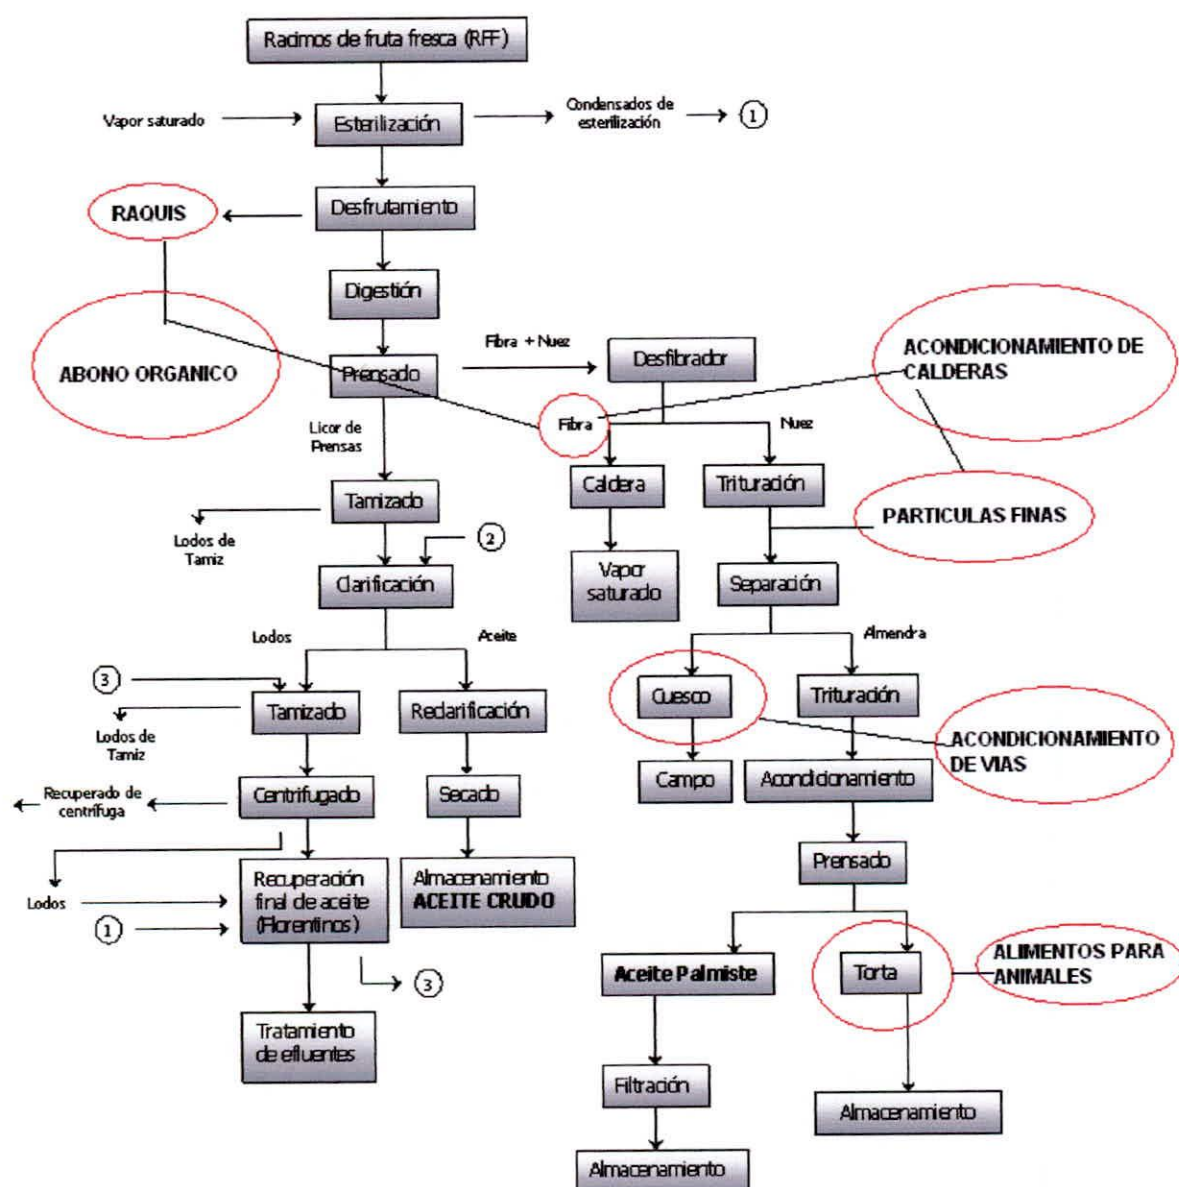 Racimos de fruta fresca (RFF)
Vapor saturado
Esterilización
Condensados de
esterilización
1
RAQUIS
Desfrutamiento
Digestión
ABONO ORGANICO
Prensado
Fibra + Nuez
Desfibrador
ACONDICIONAMIENTO DE
CALDERAS
Licor de
Prensas
Fibra
Nuez
Tamizado
Caldera
Trituración
PARTICULAS FINAS
Lodos de
Tamiz
2
Clarificación
Vapor
saturado
Separación
Lodos
Aceite
Almendra
3
Tamizado
Reclarificación
Cuesco
Trituración
Lodos de
Tamiz
ACONDICIONAMIENTO
DE VIAS
Recuperado de
centrífuga
Centrifugado
Secado
Campo
Acondicionamiento
Prensado
Lodos
1
Recuperación
final de aceite
(Florentinos)
Almacenamiento
ACEITE CRUDO
3
Aceite Palmiste
Torta
ALIMENTOS PARA
ANIMALES
Tratamiento
de efluentes
Filtración
Almacenamiento
Almacenamiento